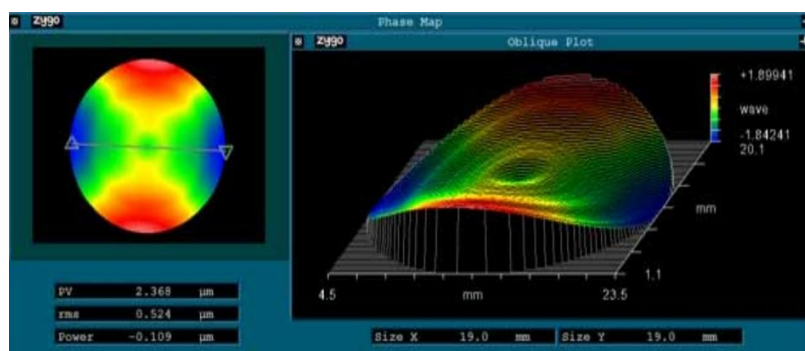 zygo Phase Map
zygo Oblique Plot
+1.89941
wave
-1.84241
20.1
mm
1.1
4.5 mm 23.5
PV 2.368 μm
rms 0.524 μm
Power -0.109 μm
Size X 19.0 mm Size Y 19.0 mm